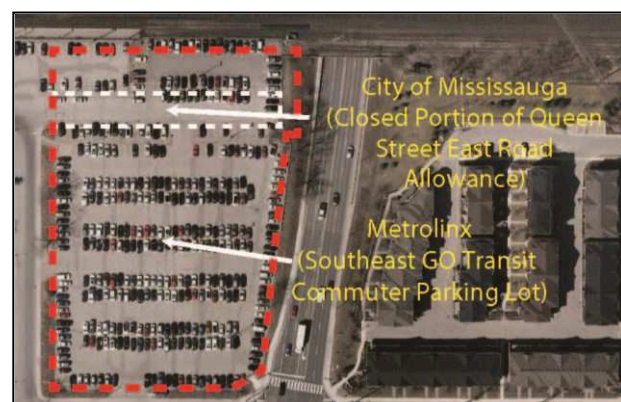 City of Mississauga
(Closed Portion of Queen
Street East Road
Allowance)
Metrolinx
(Southeast GO Transit
Commuter Parking Lot)